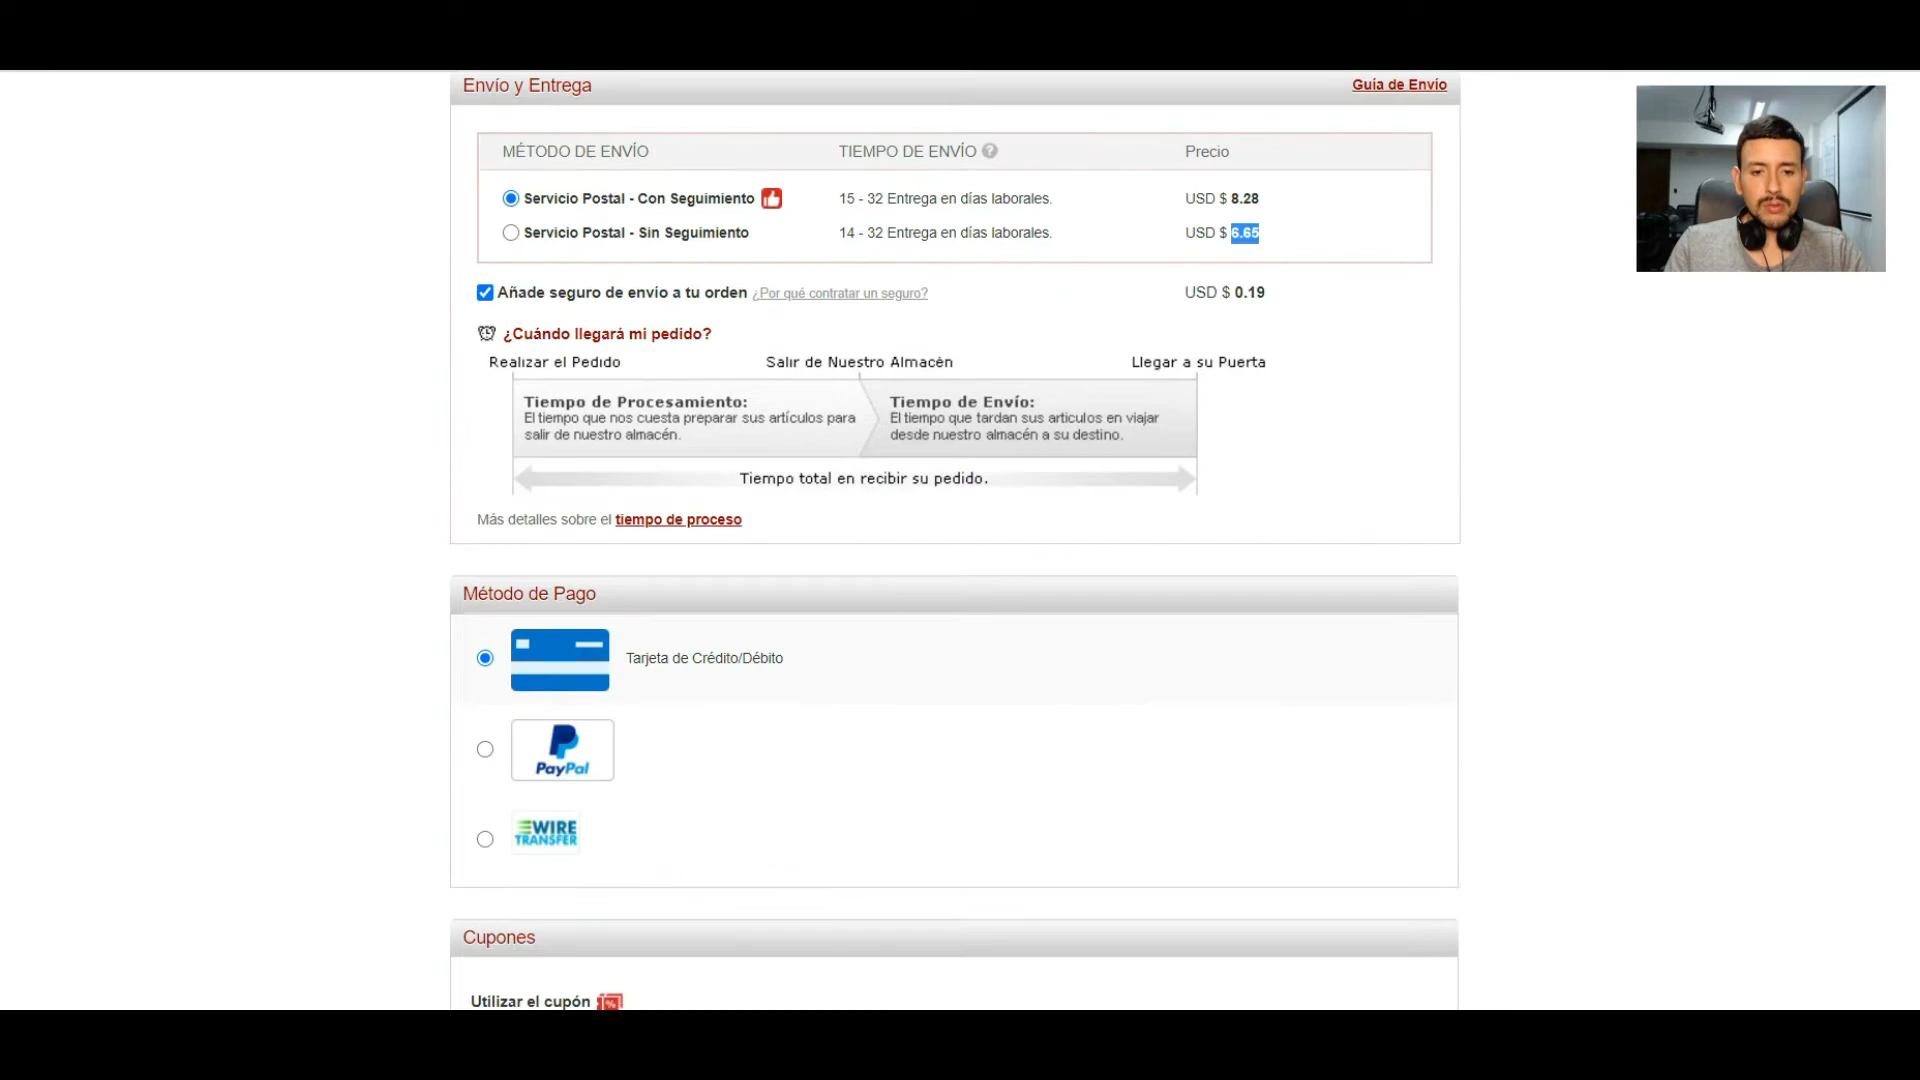 Envío y Entrega
Guía de Envío
MÉTODO DE ENVÍO TIEMPO DE ENVÍO ? Precio
Servicio Postal - Con Seguimiento 15 - 32 Entrega en días laborales. USD $ 8.28
Servicio Postal - Sin Seguimiento 14 - 32 Entrega en días laborales. USD $ 6.65
Añade seguro de envío a tu orden ¿Por qué contratar un seguro? USD $ 0.19
¿Cuándo llegará mi pedido?
Realizar el Pedido Salir de Nuestro Almacén Llegar a su Puerta
Tiempo de Procesamiento:
El tiempo que nos cuesta preparar sus artículos para
salir de nuestro almacén.
Tiempo de Envío:
El tiempo que tardan sus articulos en viajar
desde nuestro almacén a su destino.
Tiempo total en recibir su pedido.
Más detalles sobre el tiempo de proceso
Método de Pago
Tarjeta de Crédito/Débito
PayPal
WIRE
TRANSFER
Cupones
Utilizar el cupón %